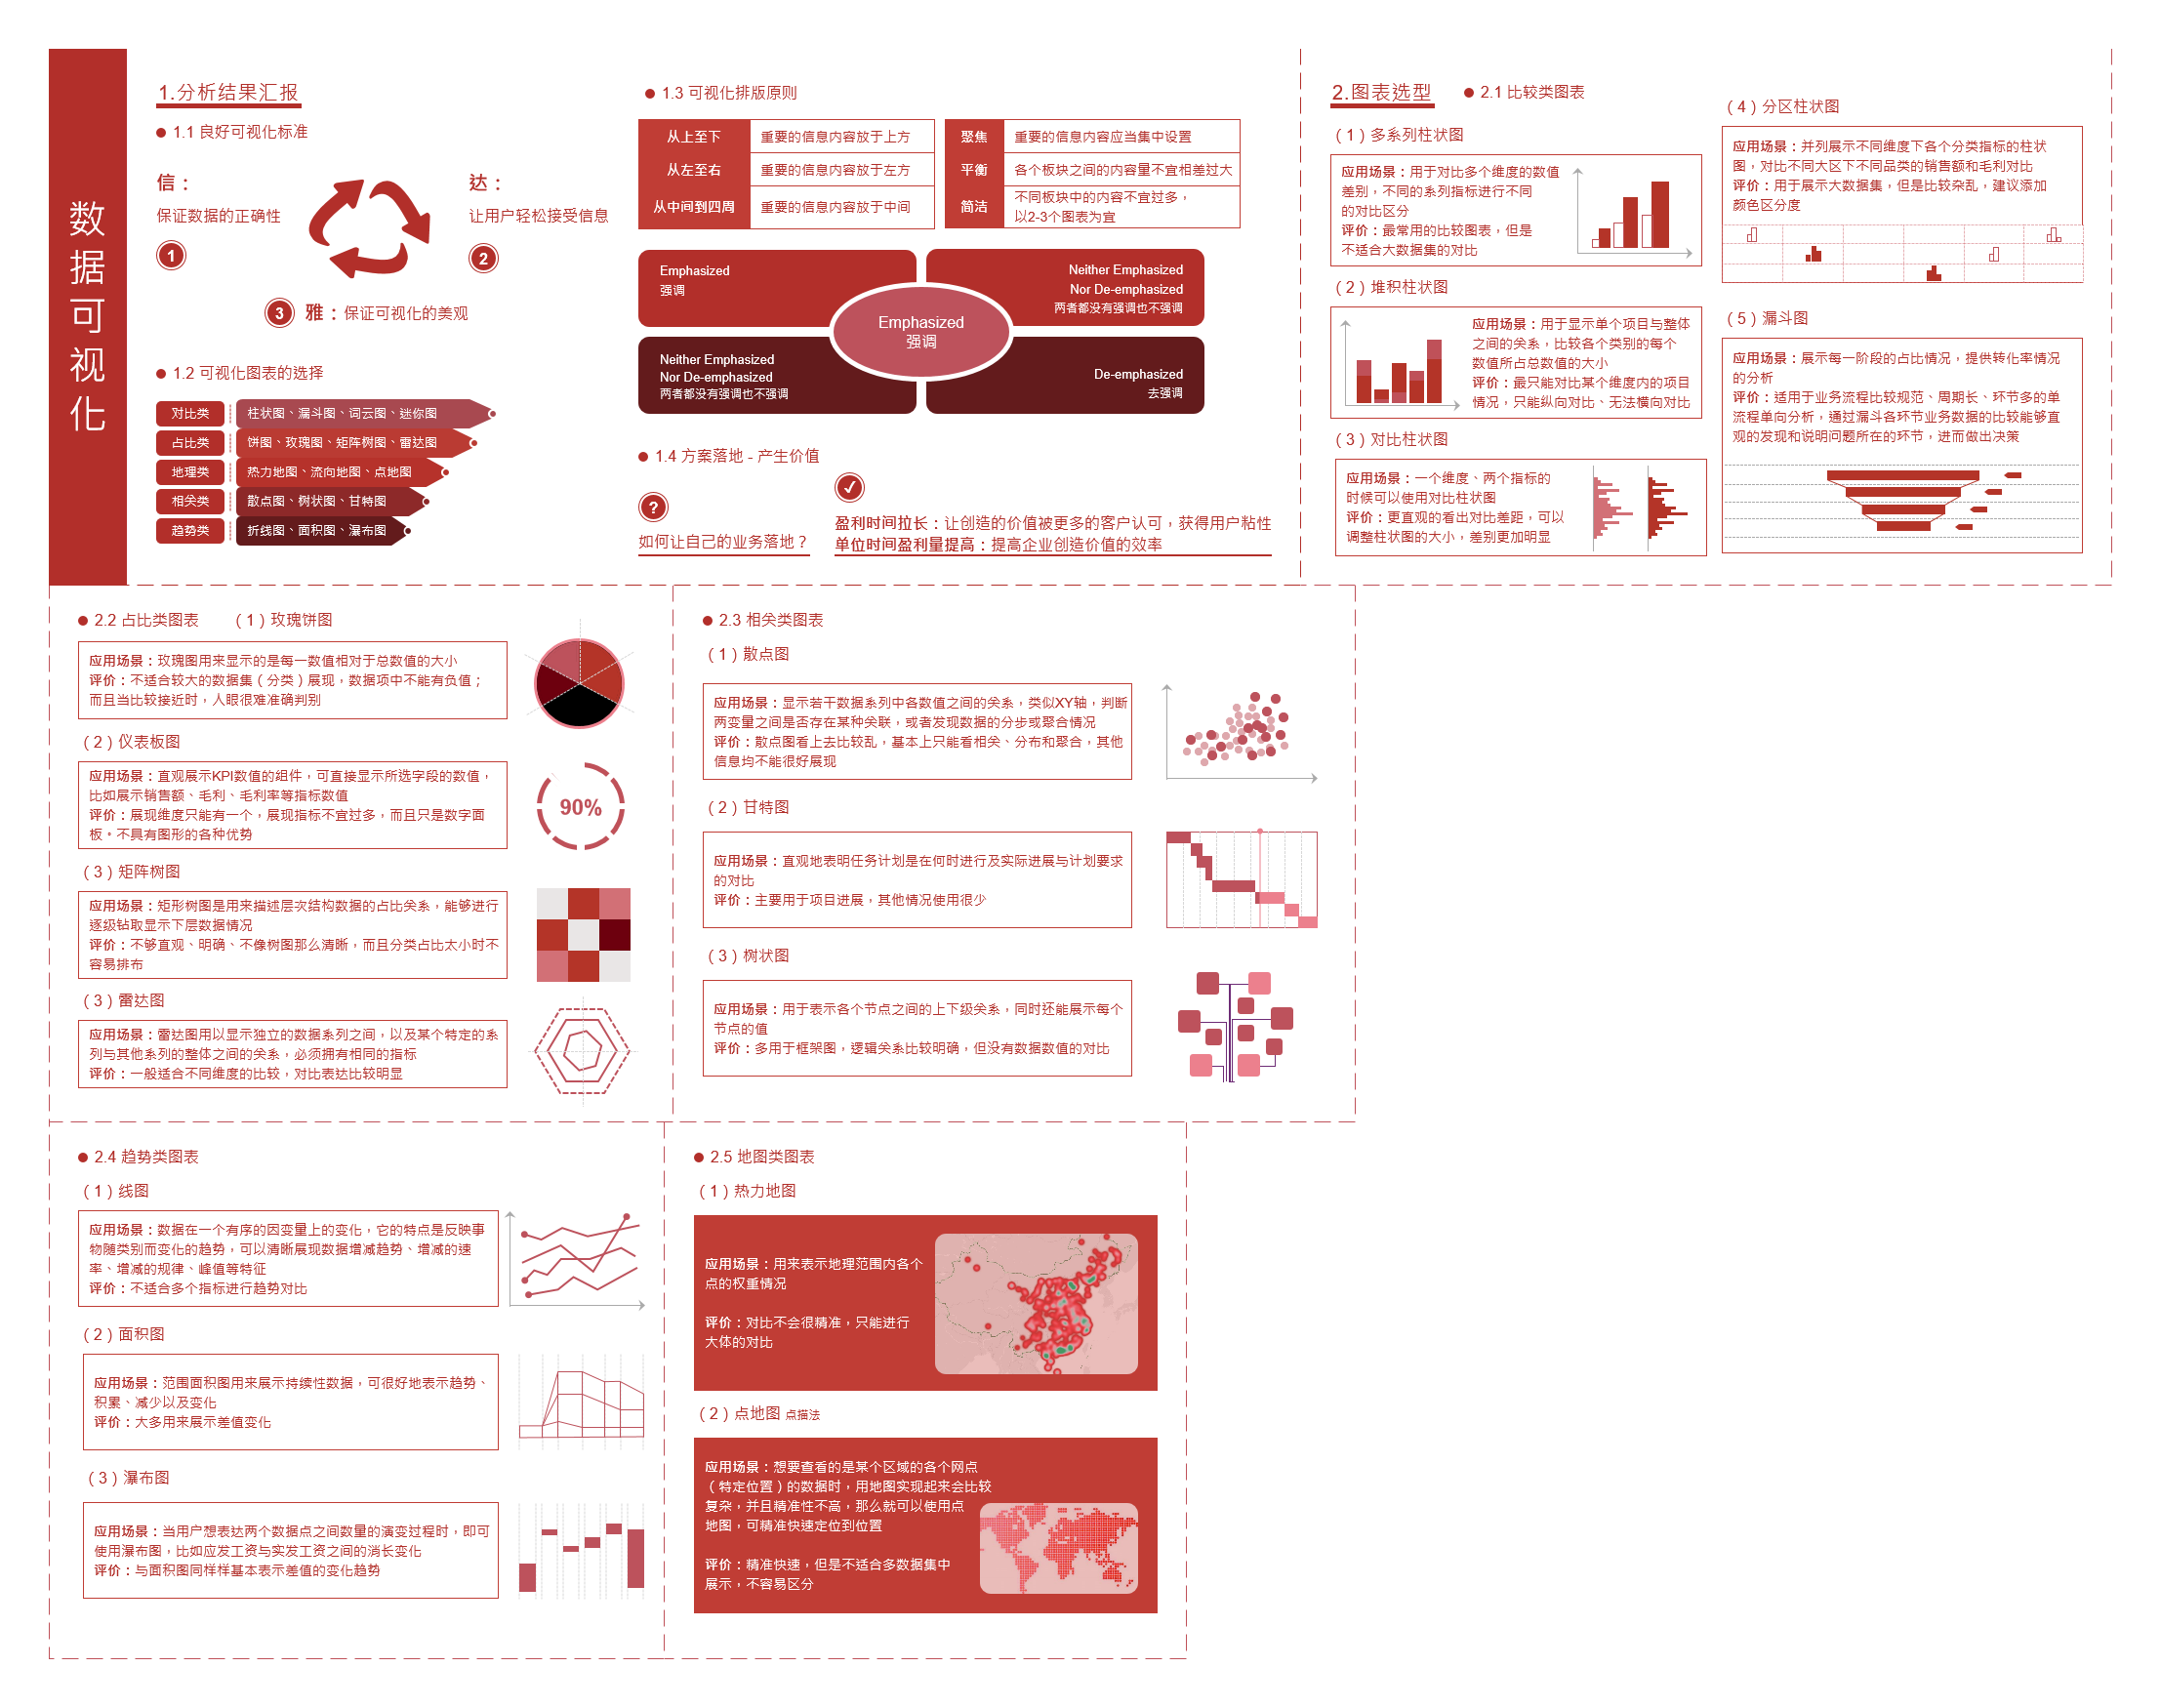 数据可视化
1.分析结果汇报
1.1 良好可视化标准
信：
保证数据的正确性
1
达：
让用户轻松接受信息
2
3 雅：保证可视化的美观
1.2 可视化图表的选择
对比类 柱状图、漏斗图、词云图、迷你图
占比类 饼图、玫瑰图、矩阵树图、雷达图
地理类 热力地图、流向地图、点地图
相关类 散点图、树状图、甘特图
趋势类 折线图、面积图、瀑布图
1.3 可视化排版原则
从上至下 重要的信息内容放于上方
从左至右 重要的信息内容放于左方
从中间到四周 重要的信息内容放于中间
聚焦 重要的信息内容应当集中设置
平衡 各个板块之间的内容量不宜相差过大
简洁 不同板块中的内容不宜过多，
以2-3个图表为宜
Emphasized
强调
Neither Emphasized
Nor De-emphasized
两者都没有强调也不强调
Emphasized
强调
Neither Emphasized
Nor De-emphasized
两者都没有强调也不强调
De-emphasized
去强调
1.4 方案落地 - 产生价值
?
如何让自己的业务落地？
盈利时间拉长：让创造的价值被更多的客户认可，获得用户粘性
单位时间盈利量提高：提高企业创造价值的效率
2.图表选型
2.1 比较类图表
（1）多系列柱状图
应用场景：用于对比多个维度的数值
差别，不同的系列指标进行不同
的对比区分
评价：最常用的比较图表，但是
不适合大数据集的对比
（2）堆积柱状图
应用场景：用于显示单个项目与整体
之间的关系，比较各个类别的每个
数值所占总数值的大小
评价：最只能对比某个维度内的项目
情况，只能纵向对比、无法横向对比
（3）对比柱状图
应用场景：一个维度、两个指标的
时候可以使用对比柱状图
评价：更直观的看出对比差距，可以
调整柱状图的大小，差别更加明显
（4）分区柱状图
应用场景：并列展示不同维度下各个分类指标的柱状
图，对比不同大区下不同品类的销售额和毛利对比
评价：用于展示大数据集，但是比较杂乱，建议添加
颜色区分度
（5）漏斗图
应用场景：展示每一阶段的占比情况，提供转化率情况
的分析
评价：适用于业务流程比较规范、周期长、环节多的单
流程单向分析，通过漏斗各环节业务数据的比较能够直
观的发现和说明问题所在的环节，进而做出决策
2.2 占比类图表
（1）玫瑰饼图
应用场景：玫瑰图用来显示的是每一数值相对于总数值的大小
评价：不适合较大的数据集（分类）展现，数据项中不能有负值；
而且当比较接近时，人眼很难准确判别
（2）仪表板图
应用场景：直观展示KPI数值的组件，可直接显示所选字段的数值，
比如展示销售额、毛利、毛利率等指标数值
评价：展现维度只能有一个，展现指标不宜过多，而且只是数字面
板。不具有图形的各种优势
90%
（3）矩阵树图
应用场景：矩形树图是用来描述层次结构数据的占比关系，能够进行
逐级钻取显示下层数据情况
评价：不够直观、明确、不像树图那么清晰，而且分类占比太小时不
容易排布
（3）雷达图
应用场景：雷达图用以显示独立的数据系列之间，以及某个特定的系
列与其他系列的整体之间的关系，必须拥有相同的指标
评价：一般适合不同维度的比较，对比表达比较明显
2.3 相关类图表
（1）散点图
应用场景：显示若干数据系列中各数值之间的关系，类似XY轴，判断
两变量之间是否存在某种关联，或者发现数据的分步或聚合情况
评价：散点图看上去比较乱，基本上只能看相关、分布和聚合，其他
信息均不能很好展现
（2）甘特图
应用场景：直观地表明任务计划是在何时进行及实际进展与计划要求
的对比
评价：主要用于项目进展，其他情况使用很少
（3）树状图
应用场景：用于表示各个节点之间的上下级关系，同时还能展示每个
节点的值
评价：多用于框架图，逻辑关系比较明确，但没有数据数值的对比
2.4 趋势类图表
（1）线图
应用场景：数据在一个有序的因变量上的变化，它的特点是反映事
物随类别而变化的趋势，可以清晰展现数据增减趋势、增减的速
率、增减的规律、峰值等特征
评价：不适合多个指标进行趋势对比
（2）面积图
应用场景：范围面积图用来展示持续性数据，可很好地表示趋势、
积累、减少以及变化
评价：大多用来展示差值变化
（3）瀑布图
应用场景：当用户想表达两个数据点之间数量的演变过程时，即可
使用瀑布图，比如应发工资与实发工资之间的消长变化
评价：与面积图同样样基本表示差值的变化趋势
2.5 地图类图表
（1）热力地图
应用场景：用来表示地理范围内各个
点的权重情况
评价：对比不会很精准，只能进行
大体的对比
（2）点地图 点描法
应用场景：想要查看的是某个区域的各个网点
（特定位置）的数据时，用地图实现起来会比较
复杂，并且精准性不高，那么就可以使用点
地图，可精准快速定位到位置
评价：精准快速，但是不适合多数据集中
展示，不容易区分